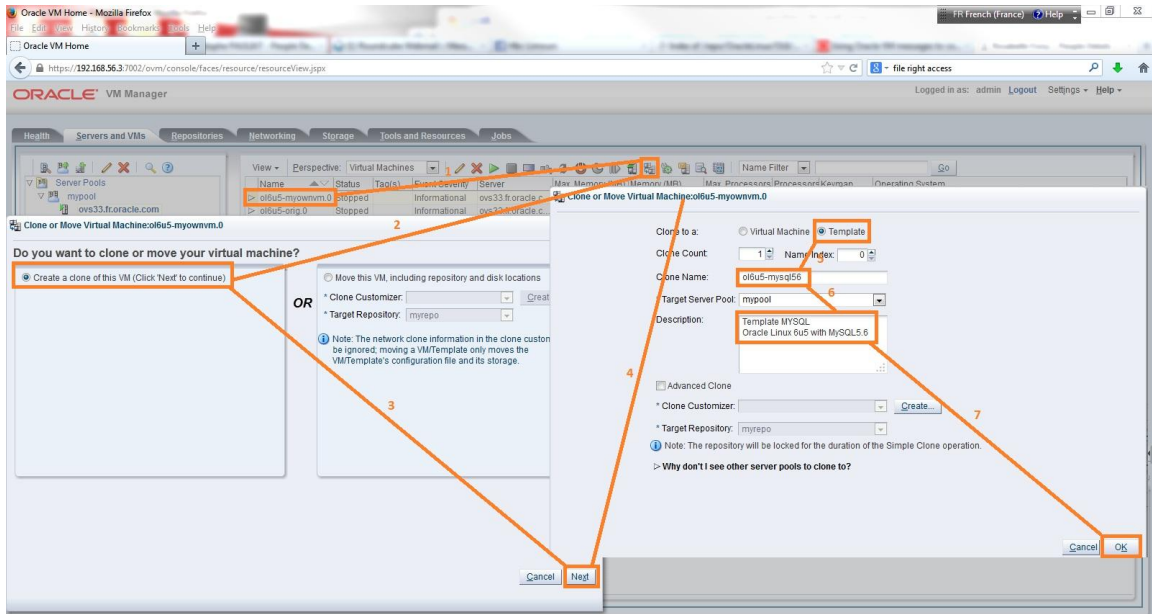 Oracle VM Home - Mozilla Firefox
FR French (France) Help
File Edit View History Bookmarks Tools Help
Oracle VM Home
https://192.168.56.3:7002/ovm/console/faces/resource/resourceView.jspx
file right access
ORACLE VM Manager
Logged in as: admin Logout Settings Help
Health Servers and VMs Repositories Networking Storage Tools and Resources Jobs
View Perspective: Virtual Machines Name Filter Go
1
Server Pools
Name Status Tag(s) Event Severity Server Max. Memory (MB) Memory (MB) Max. Processors Processors Keymap Operating System
mypool
ol6u5-myownvm.0 Stopped Informational ovs33.fr.oracle.c
ovs33.fr.oracle.com
ol6u5-orig.0 Stopped Informational ovs33.fr.oracle.c
Clone or Move Virtual Machine:ol6u5-myownvm.0
2
Do you want to clone or move your virtual machine?
Create a clone of this VM (Click 'Next' to continue)
OR
Move this VM, including repository and disk locations
* Clone Customizer: Creat
* Target Repository: myrepo
Note: The network clone information in the clone custom
be ignored; moving a VM/Template only moves the
VM/Template's configuration file and its storage.
3
Cancel Next
Clone or Move Virtual Machine:ol6u5-myownvm.0
4
Clone to a: Virtual Machine Template
5
Clone Count: 1 Name Index: 0
Clone Name: ol6u5-mysql56
6
* Target Server Pool: mypool
Description: Template MYSQL
Oracle Linux 6u5 with MySQL5.6
Advanced Clone
7
* Clone Customizer: Create...
* Target Repository: myrepo
Note: The repository will be locked for the duration of the Simple Clone operation.
Why don't I see other server pools to clone to?
Cancel OK